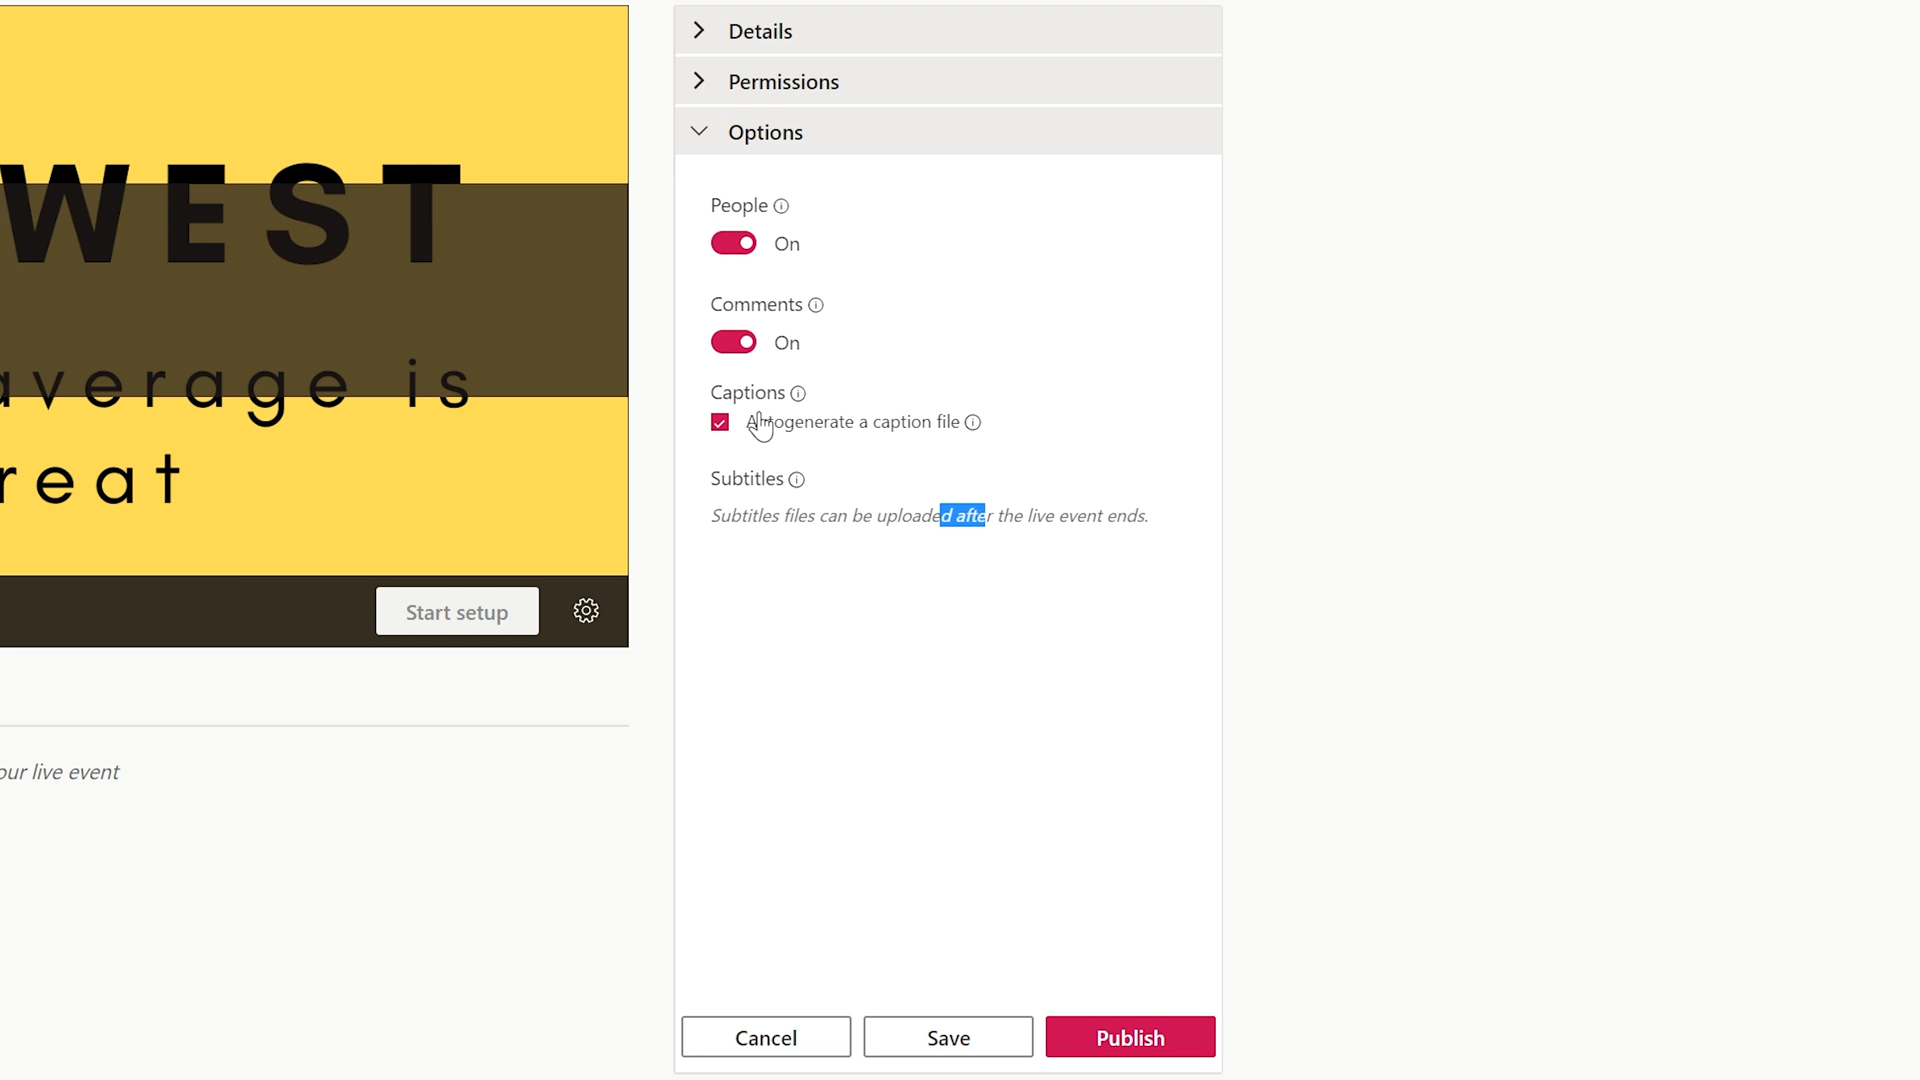 WEST
average is
reat
Start setup
our live event
Details
Permissions
Options
People
On
Comments
On
Captions
Autogenerate a caption file
Subtitles
Subtitles files can be uploaded after the live event ends.
Cancel
Save
Publish